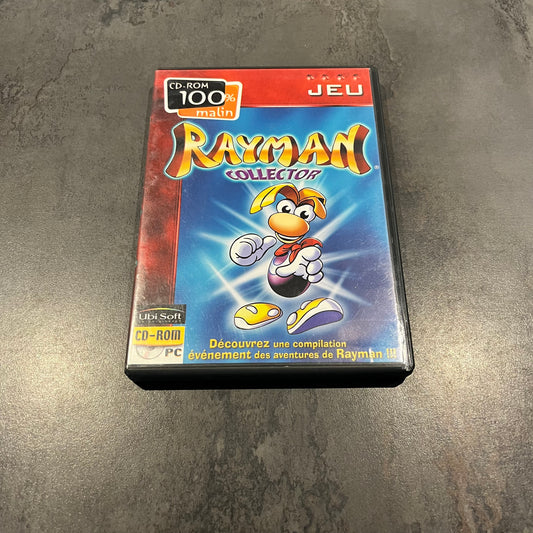 CD-ROM
100%
malin
JEU
RAYMAN
COLLECTOR
Ubi Soft
CD-ROM
PC
Découvrez une compilation
événement des aventures de Rayman !!!